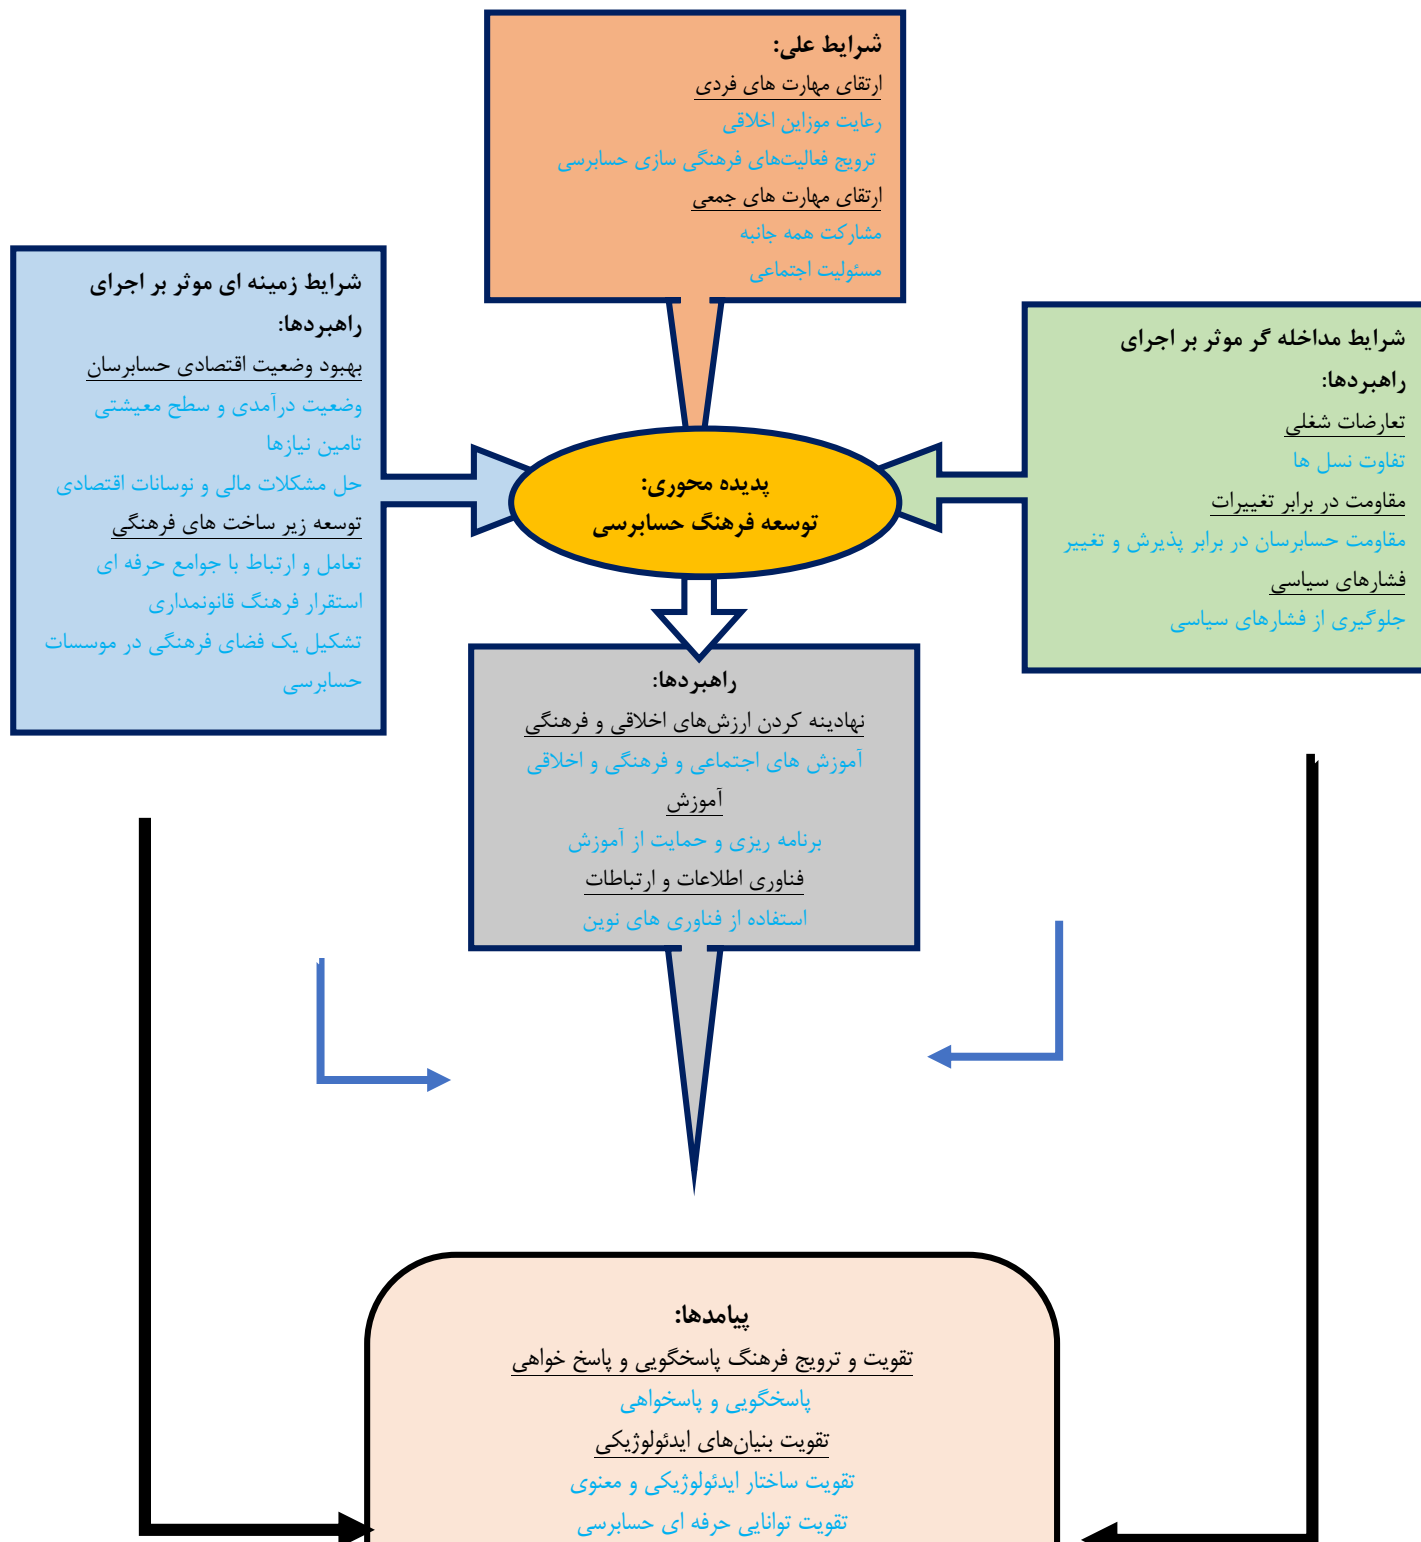 شرایط علی:
ارتقای مهارت های فردی
رعایت موزاین اخلاقی
ترویج فعالیت‌های فرهنگی سازی حسابرسی
ارتقای مهارت های جمعی
مشارکت همه جانبه
مسئولیت اجتماعی
شرایط مداخله گر موثر بر اجرای
راهبردها:
تعارضات شغلی
تفاوت نسل ها
مقاومت در برابر تغییرات
مقاومت حسابرسان در برابر پذیرش و تغییر
فشارهای سیاسی
جلوگیری از فشارهای سیاسی
پدیده محوری:
توسعه فرهنگ حسابرسی
شرایط زمینه ای موثر بر اجرای
راهبردها:
بهبود وضعیت اقتصادی حسابرسان
وضعیت درآمدی و سطح معیشتی
تامین نیازها
حل مشکلات مالی و نوسانات اقتصادی
توسعه زیر ساخت های فرهنگی
تعامل و ارتباط با جوامع حرفه ای
استقرار فرهنگ قانونمداری
تشکیل یک فضای فرهنگی در موسسات
حسابرسی
راهبردها:
نهادینه کردن ارزش‌های اخلاقی و فرهنگی
آموزش های اجتماعی و فرهنگی و اخلاقی
آموزش
برنامه ریزی و حمایت از آموزش
فناوری اطلاعات و ارتباطات
استفاده از فناوری های نوین
پیامدها:
تقویت و ترویج فرهنگ پاسخگویی و پاسخ خواهی
پاسخگویی و پاسخواهی
تقویت بنیان‌های ایدئولوژیکی
تقویت ساختار ایدئولوژیکی و معنوی
تقویت توانایی حرفه ای حسابرسی